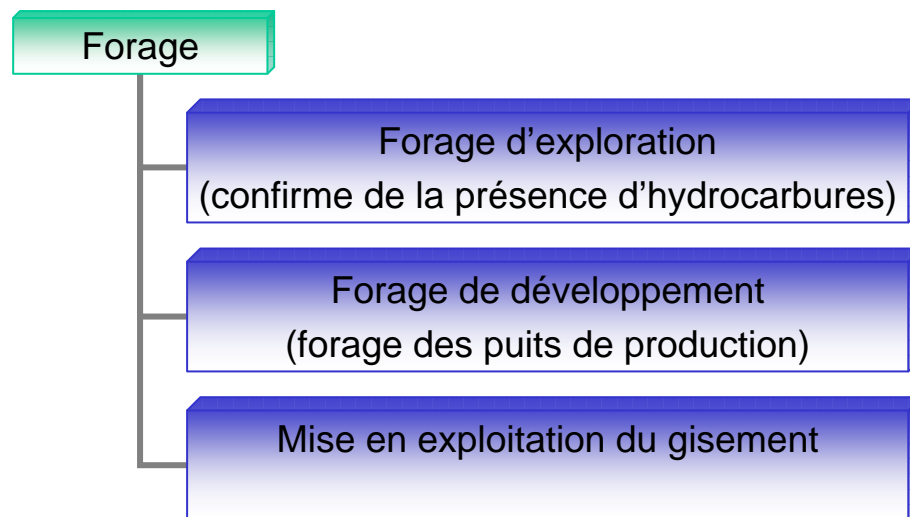 Forage
Forage d’exploration
(confirme de la présence d’hydrocarbures)
Forage de développement
(forage des puits de production)
Mise en exploitation du gisement